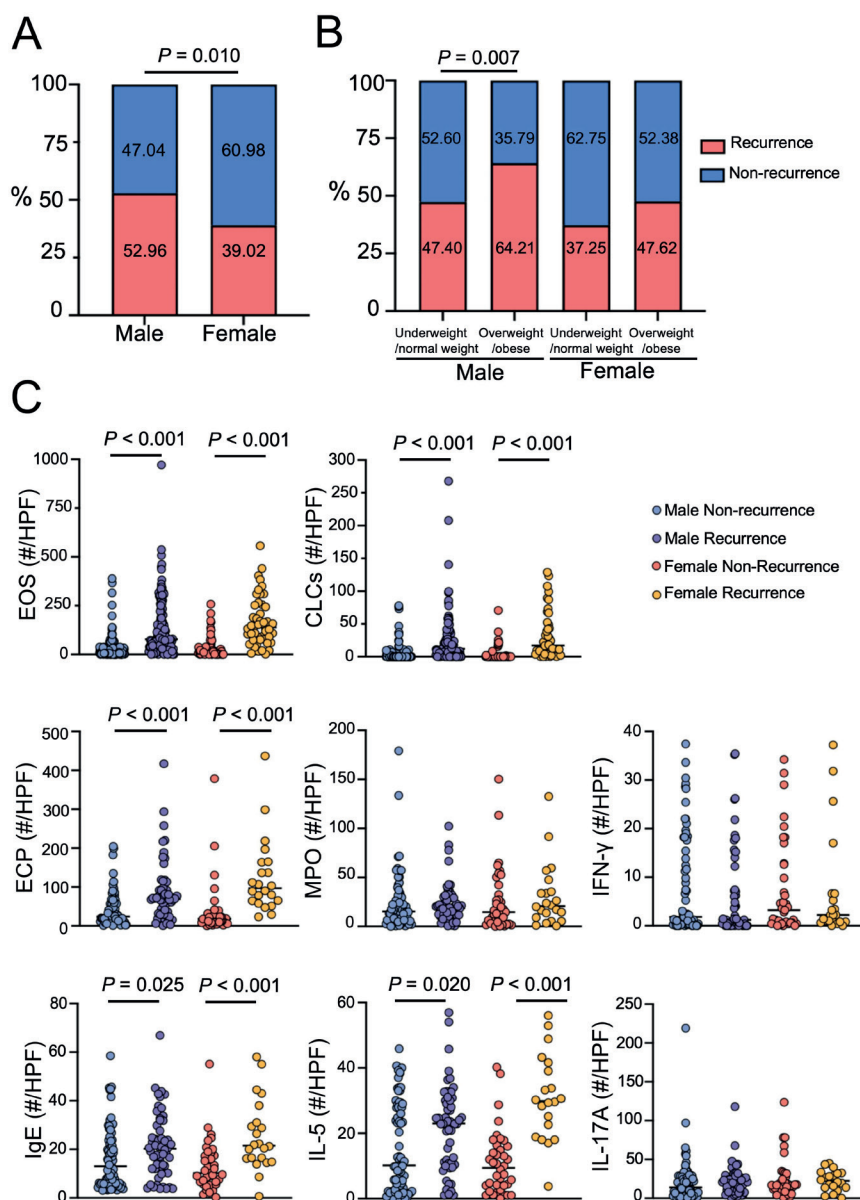 A
P = 0.010
100
75
50
25
0
%
47.04
60.98
52.96
39.02
Male
Female
B
P = 0.007
100
75
50
25
0
%
52.60
35.79
62.75
52.38
47.40
64.21
37.25
47.62
Underweight
/normal weight
Overweight
/obese
Underweight
/normal weight
Overweight
/obese
Male
Female
Recurrence
Non-recurrence
C
P < 0.001
P < 0.001
EOS (#/HPF)
1000
750
500
250
0
P < 0.001
P < 0.001
CLCs (#/HPF)
300
250
200
150
100
50
0
Male Non-recurrence
Male Recurrence
Female Non-Recurrence
Female Recurrence
P < 0.001
P < 0.001
ECP (#/HPF)
500
400
300
200
100
0
MPO (#/HPF)
200
150
100
50
0
IFN-γ (#/HPF)
40
30
20
10
0
P = 0.025
P < 0.001
IgE (#/HPF)
80
60
40
20
0
P = 0.020
P < 0.001
IL-5 (#/HPF)
60
40
20
0
IL-17A (#/HPF)
250
200
150
100
50
0